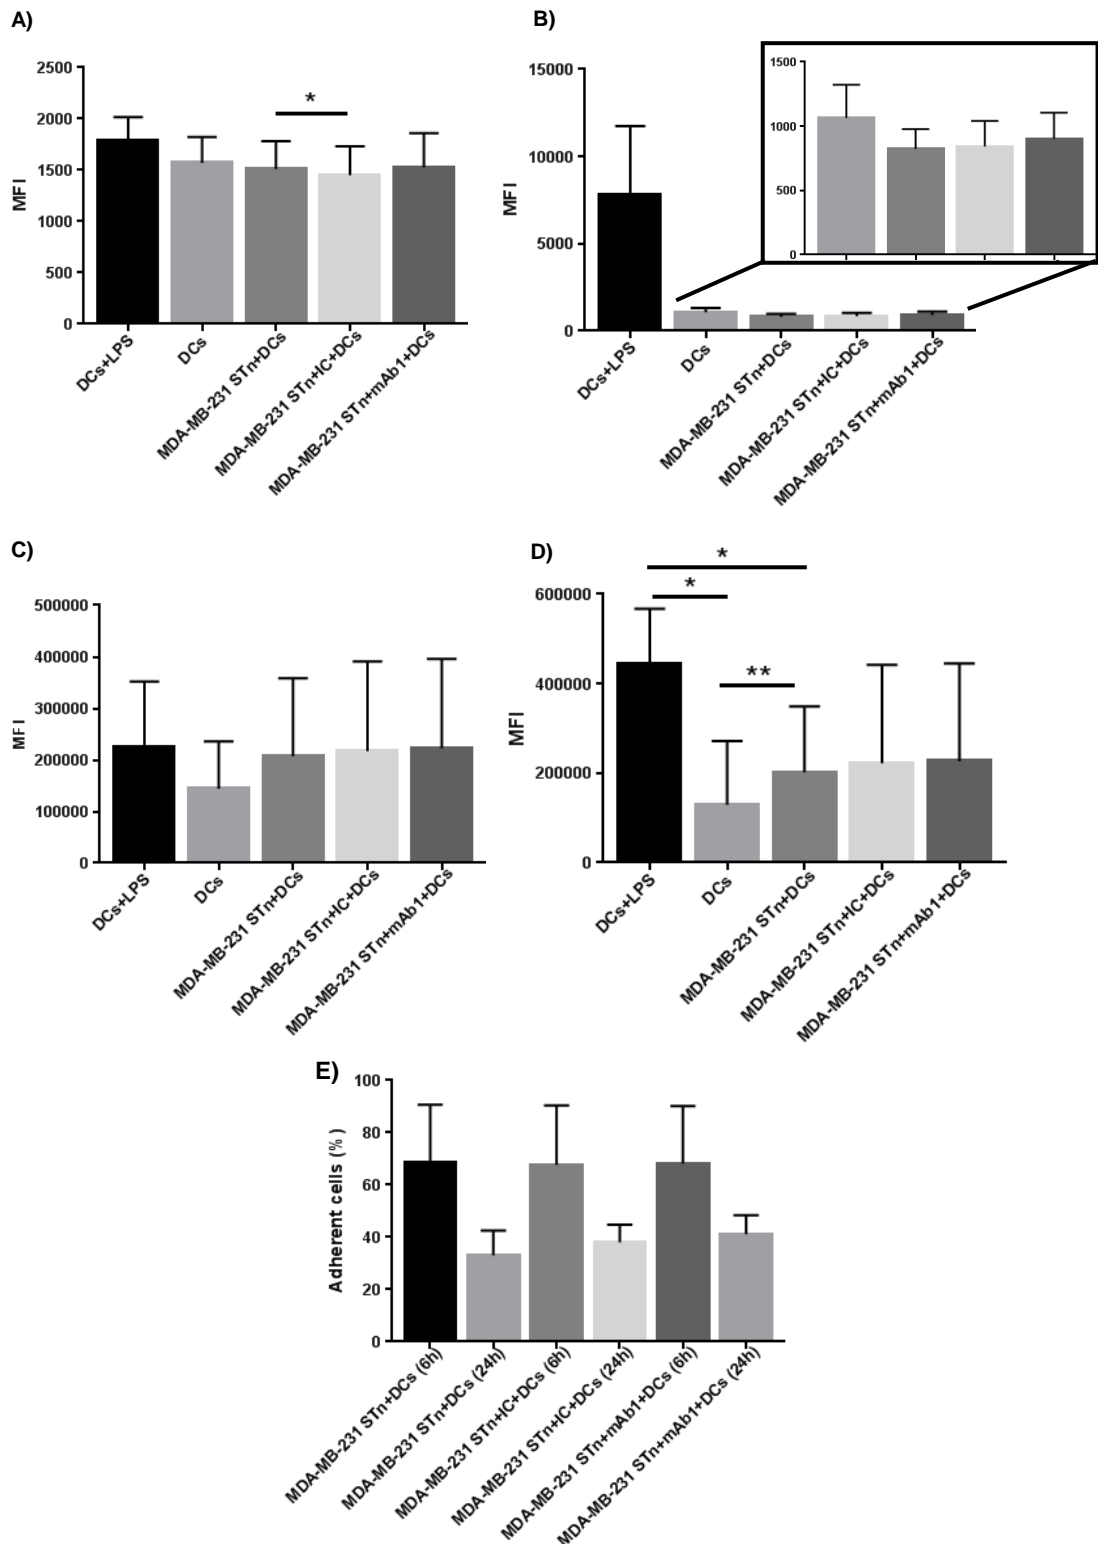 A)
MFI
2500
2000
1500
1000
500
0
*
DCs+LPS
DCs
MDA-MB-231 STn+DCs
MDA-MB-231 STn+IC+DCs
MDA-MB-231 STn+mAb1+DCs
B)
MFI
15000
10000
5000
0
1500
1000
500
0
DCs+LPS
DCs
MDA-MB-231 STn+DCs
MDA-MB-231 STn+IC+DCs
MDA-MB-231 STn+mAb1+DCs
C)
MFI
500000
400000
300000
200000
100000
0
DCs+LPS
DCs
MDA-MB-231 STn+DCs
MDA-MB-231 STn+IC+DCs
MDA-MB-231 STn+mAb1+DCs
D)
MFI
600000
400000
200000
0
*
*
**
DCs+LPS
DCs
MDA-MB-231 STn+DCs
MDA-MB-231 STn+IC+DCs
MDA-MB-231 STn+mAb1+DCs
E)
Adherent cells (%)
100
80
60
40
20
0
MDA-MB-231 STn+DCs (6h)
MDA-MB-231 STn+DCs (24h)
MDA-MB-231 STn+IC+DCs (6h)
MDA-MB-231 STn+IC+DCs (24h)
MDA-MB-231 STn+mAb1+DCs (6h)
MDA-MB-231 STn+mAb1+DCs (24h)